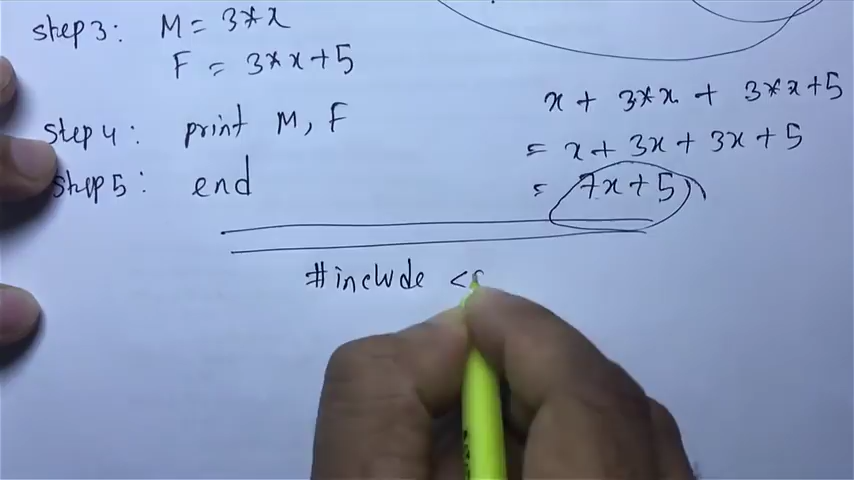 step 3: M = 3*x
F = 3*x+5
step 4: print M, F
step 5: end
x + 3*x + 3*x+5
= x + 3x + 3x + 5
= 7x+5
#include <s